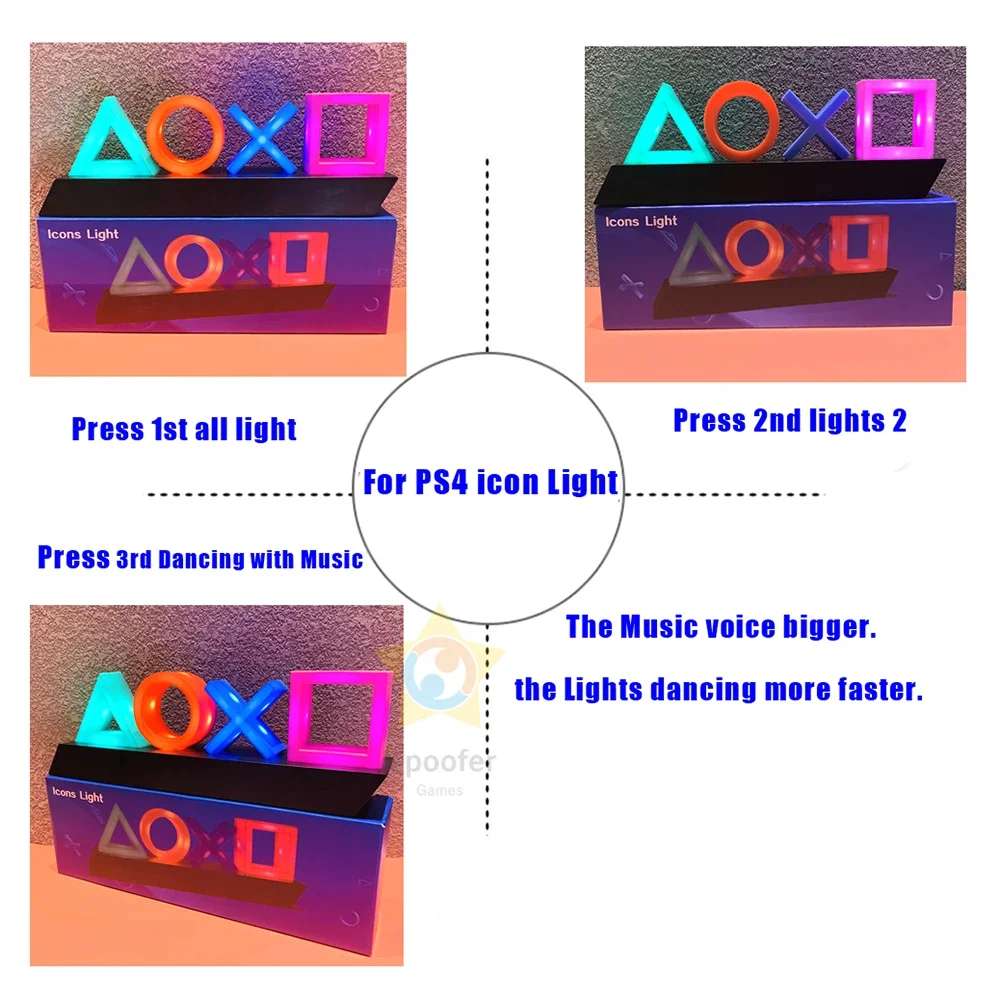 Icons Light
Icons Light
Press 1st all light
Press 2nd lights 2
For PS4 icon Light
Press 3rd Dancing with Music
The Music voice bigger.
the Lights dancing more faster.
poofer
Games
Icons Light